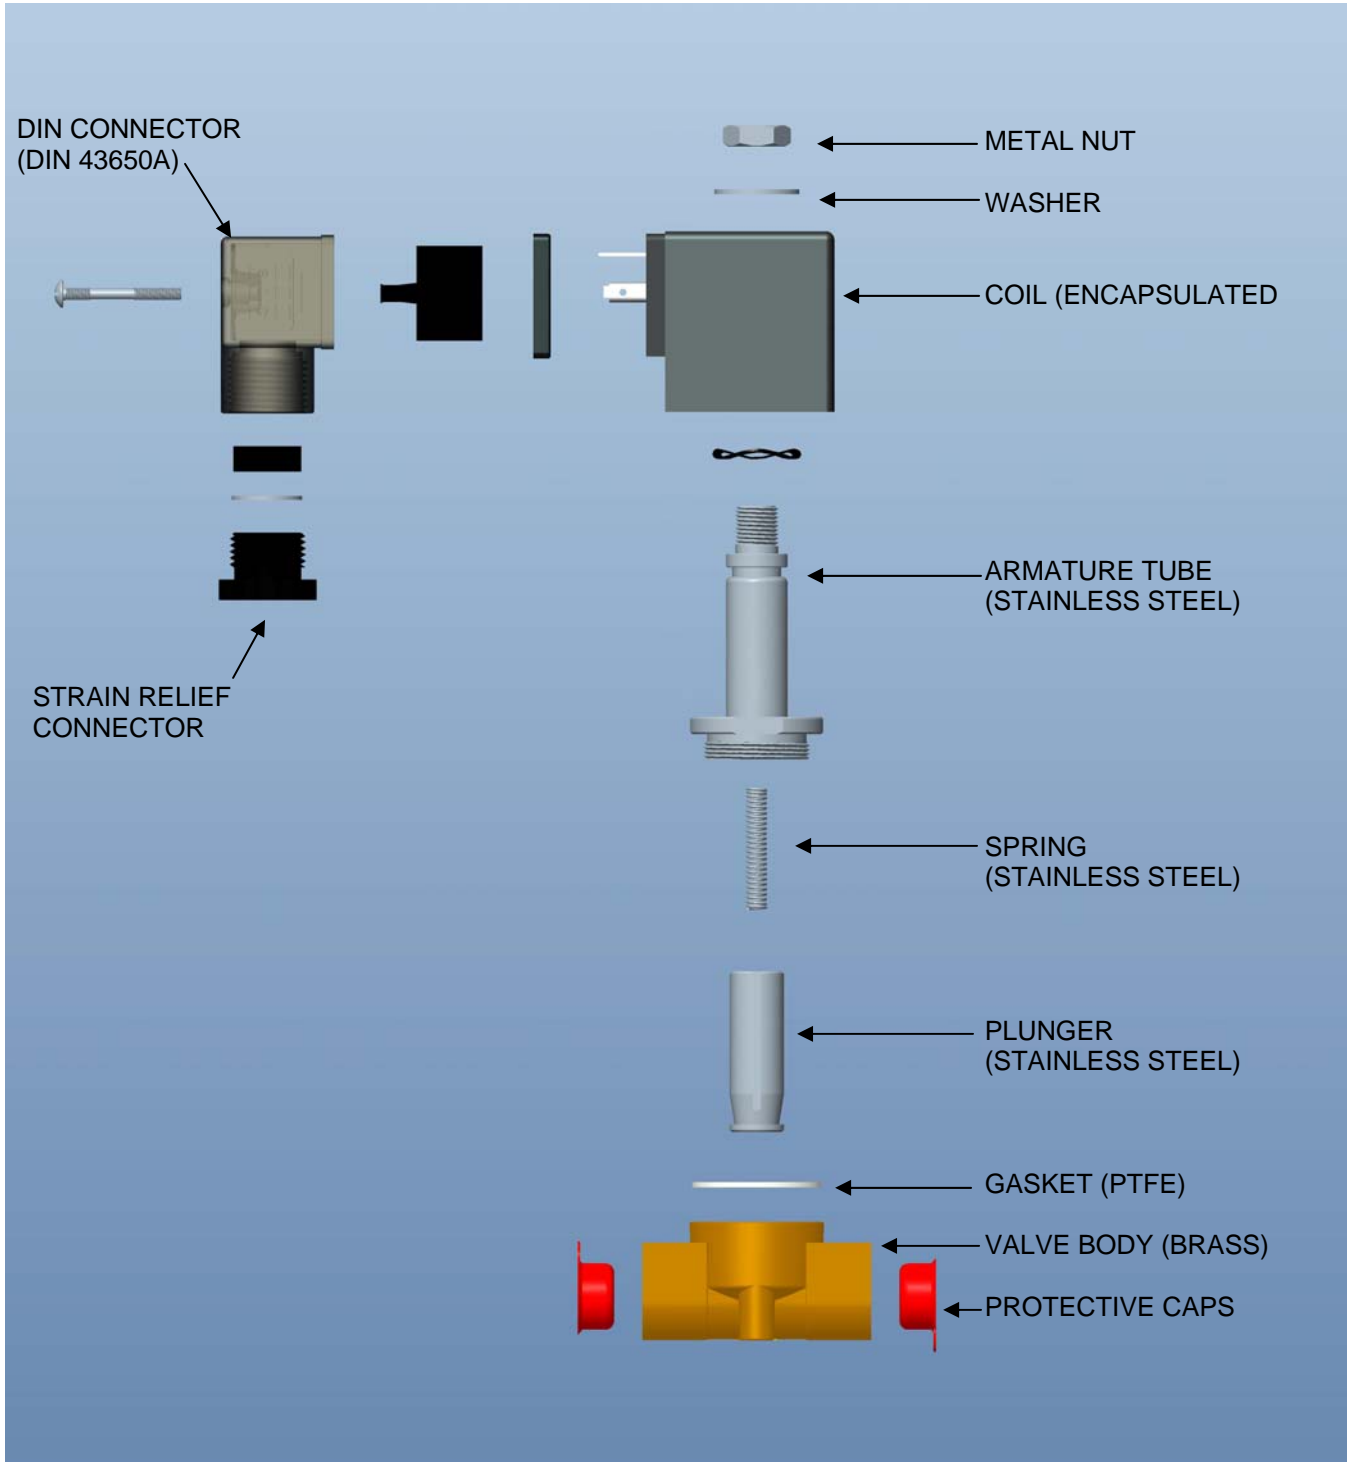 DIN CONNECTOR
(DIN 43650A)
METAL NUT
WASHER
COIL (ENCAPSULATED
ARMATURE TUBE
(STAINLESS STEEL)
STRAIN RELIEF
CONNECTOR
SPRING
(STAINLESS STEEL)
PLUNGER
(STAINLESS STEEL)
GASKET (PTFE)
VALVE BODY (BRASS)
PROTECTIVE CAPS